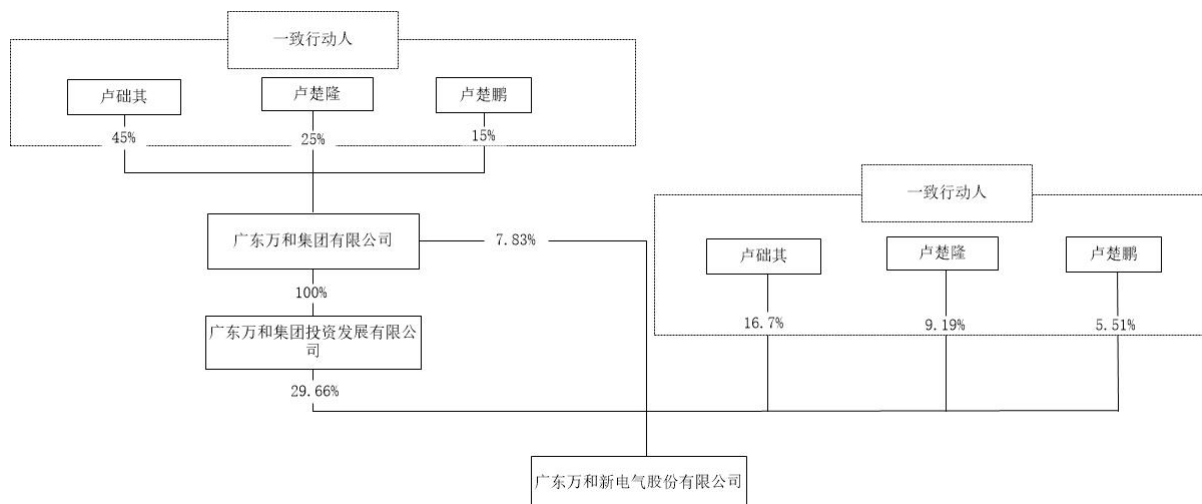 一致行动人
卢础其
卢楚隆
卢楚鹏
45%
25%
15%
广东万和集团有限公司
7.83%
100%
广东万和集团投资发展有限公
司
29.66%
一致行动人
卢础其
卢楚隆
卢楚鹏
16.7%
9.19%
5.51%
广东万和新电气股份有限公司